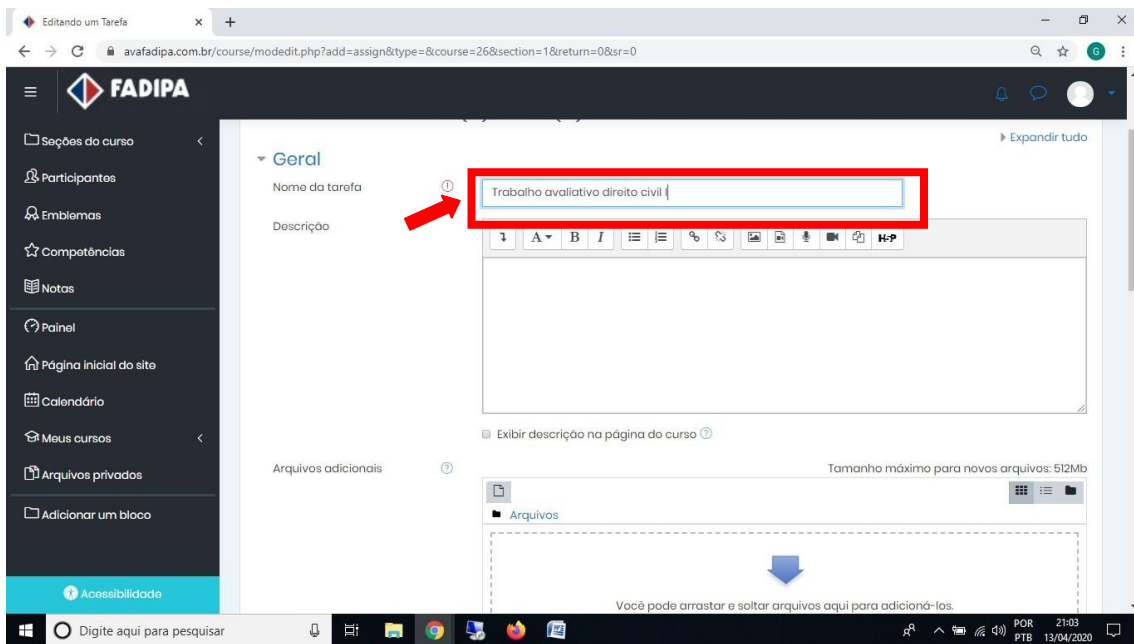 Editando um Tarefa
avafadipa.com.br/course/modedit.php?add=assign&type=&course=26&section=1&return=0&sr=0
G
FADIPA
Seções do curso
Participantes
Emblemas
Competências
Notas
Painel
Página inicial do site
Calendário
Meus cursos
Arquivos privados
Adicionar um bloco
Acessibilidade
Expandir tudo
Geral
Nome da tarefa
Trabalho avaliativo direito civil I
Descrição
A B I H5P
Exibir descrição na página do curso
Arquivos adicionais
Tamanho máximo para novos arquivos: 512Mb
Arquivos
Você pode arrastar e soltar arquivos aqui para adicioná-los.
Digite aqui para pesquisar
POR
PTB
21:03
13/04/2020